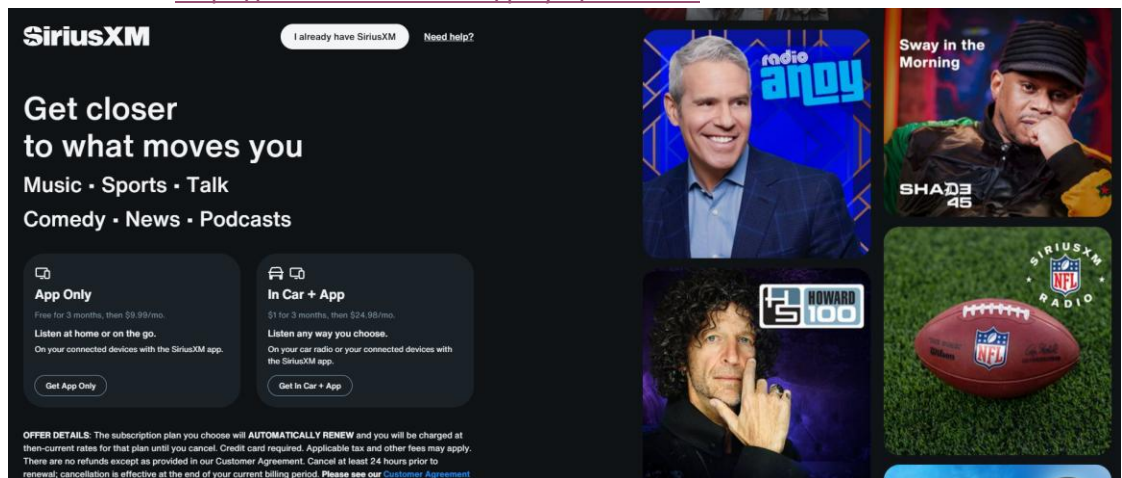 SiriusXM
I already have SiriusXM
Need help?
Get closer
to what moves you
Music • Sports • Talk
Comedy • News • Podcasts
App Only
Free for 3 months, then $9.99/mo.
Listen at home or on the go.
On your connected devices with the SiriusXM app.
Get App Only
In Car + App
$1 for 3 months, then $24.98/mo.
Listen any way you choose.
On your car radio or your connected devices with
the SiriusXM app.
Get In Car + App
OFFER DETAILS: The subscription plan you choose will AUTOMATICALLY RENEW and you will be charged at
then-current rates for that plan until you cancel. Credit card required. Applicable tax and other fees may apply.
There are no refunds except as provided in our Customer Agreement. Cancel at least 24 hours prior to
renewal; cancellation is effective at the end of your current billing period. Please see our Customer Agreement
radio
andy
Sway in the
Morning
SHADE
45
HOWARD
100
SIRIUSXM
NFL
RADIO
NFL